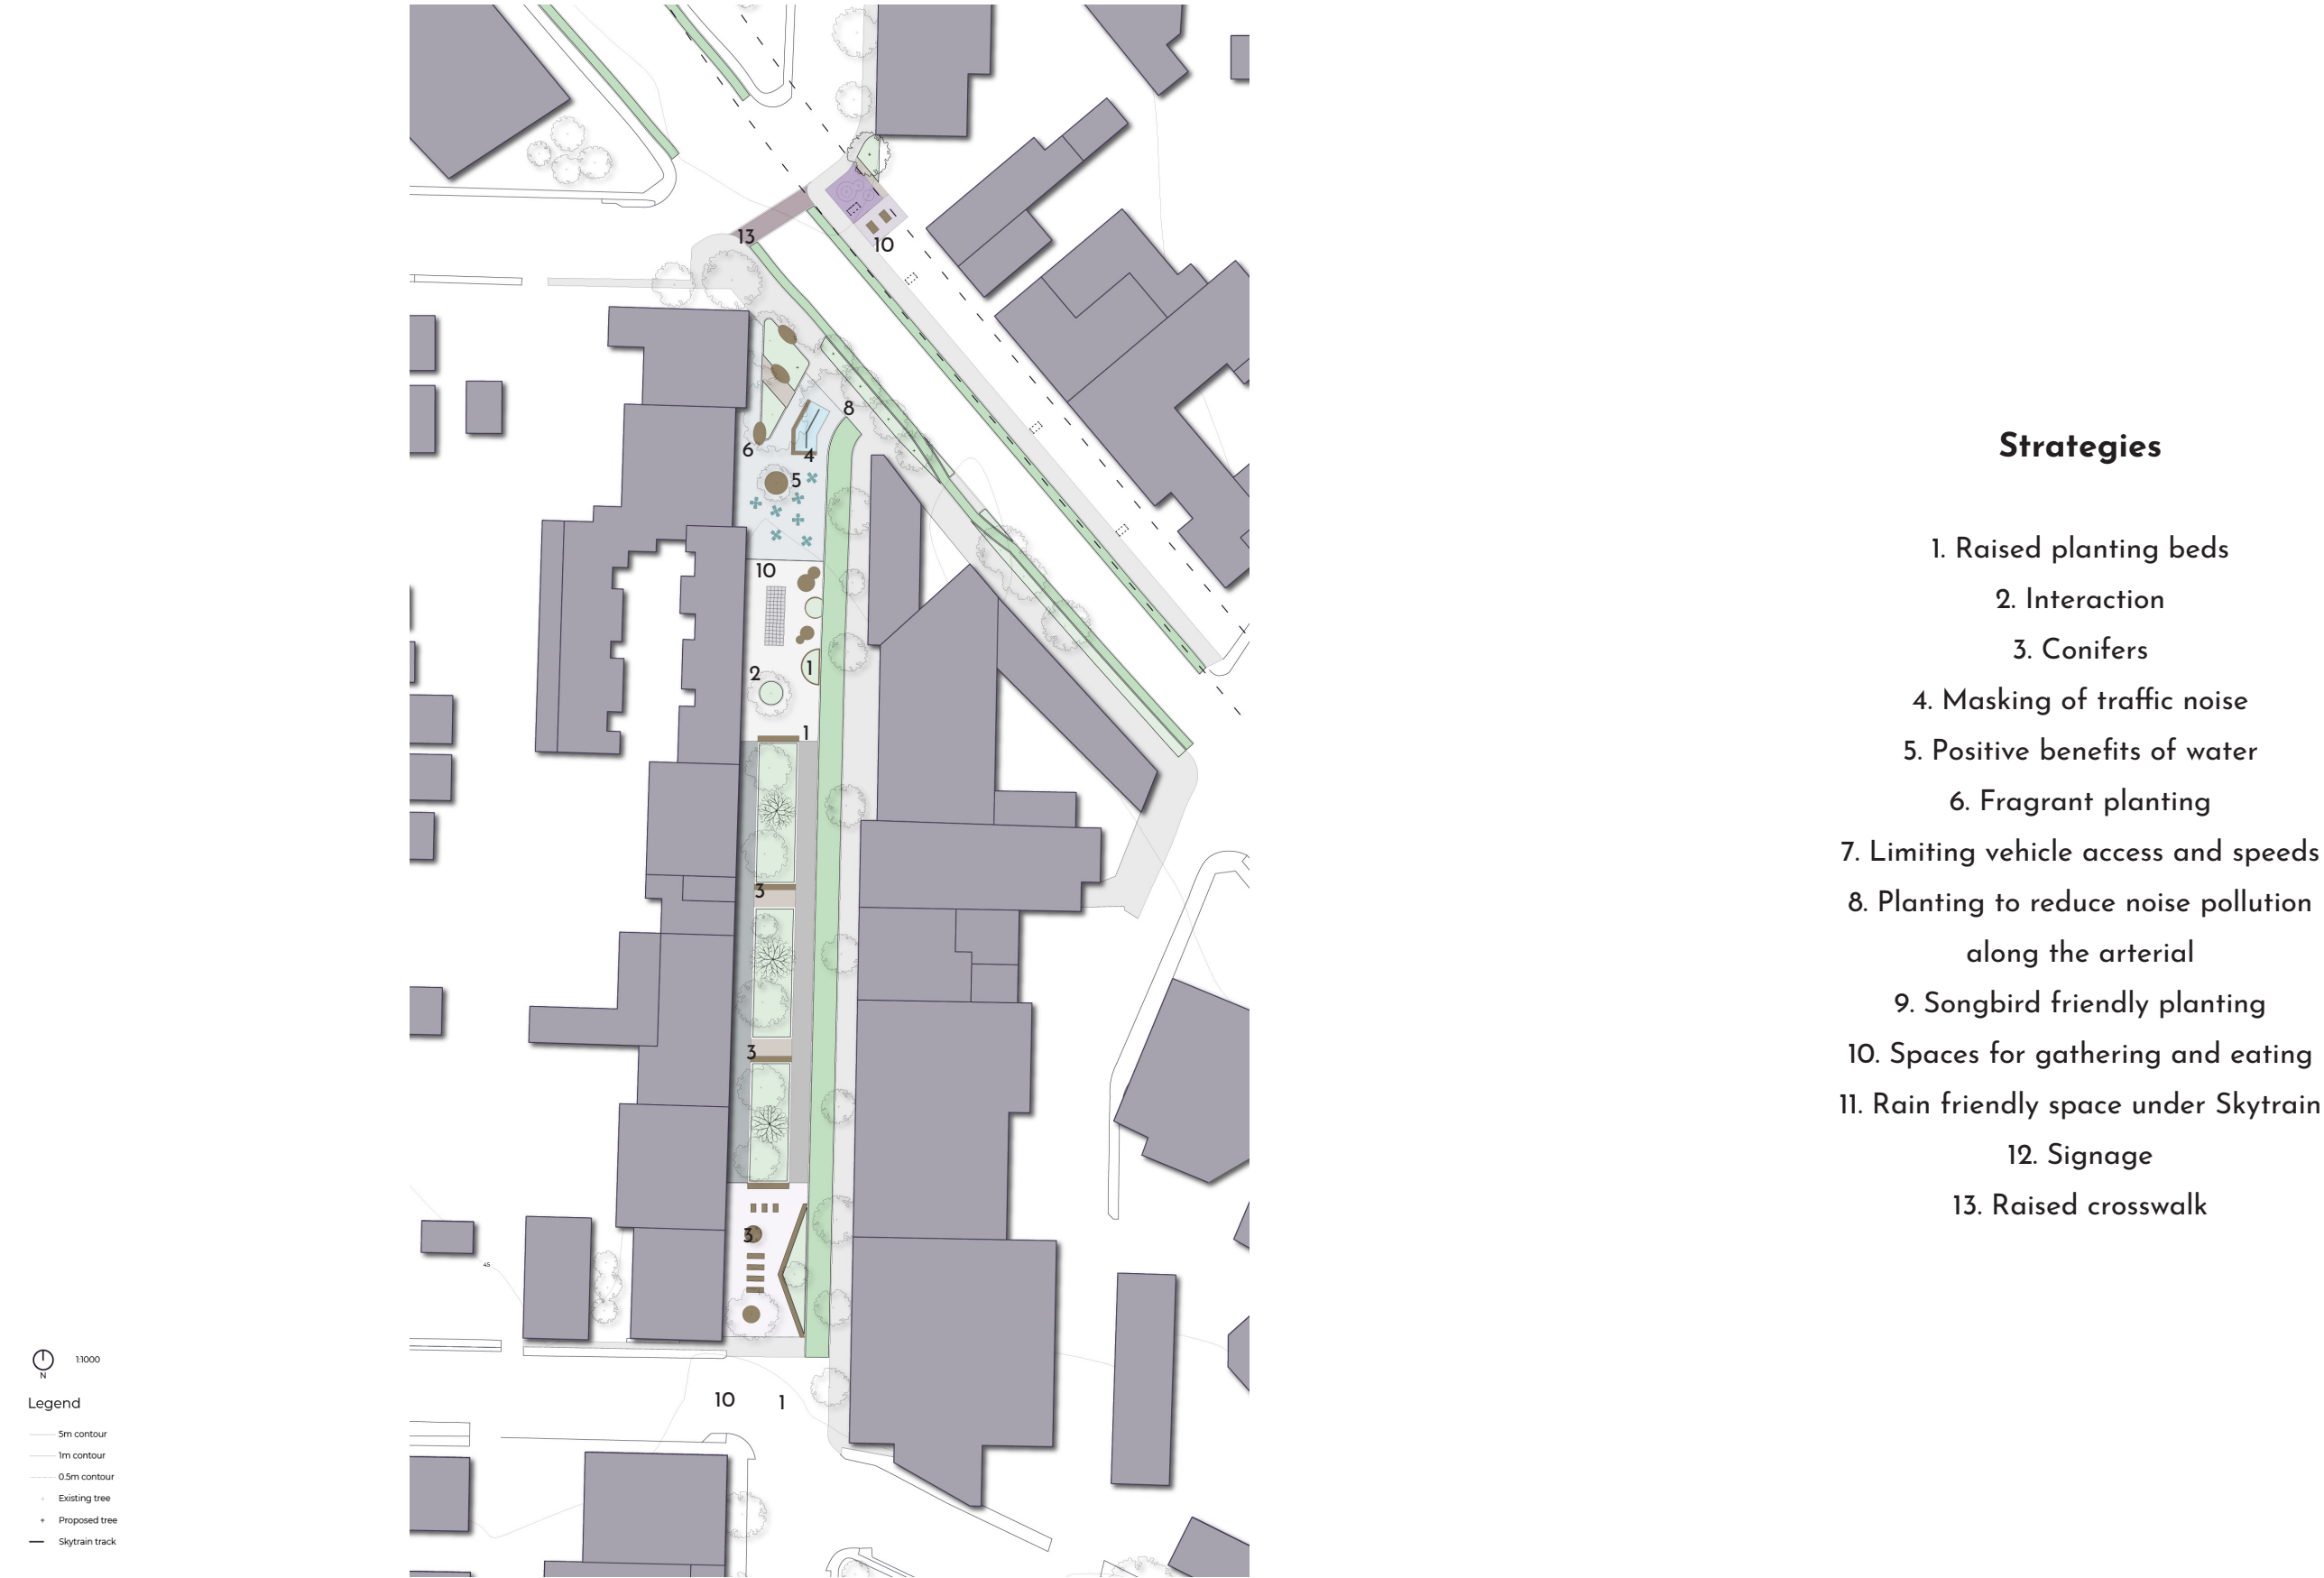 13
10
8
6
4
5
10
2
1
1
3
3
3
45
10
1
1:1000
N
Legend
5m contour
1m contour
0.5m contour
Existing tree
Proposed tree
Skytrain track
Strategies
1. Raised planting beds
2. Interaction
3. Conifers
4. Masking of traffic noise
5. Positive benefits of water
6. Fragrant planting
7. Limiting vehicle access and speeds
8. Planting to reduce noise pollution
along the arterial
9. Songbird friendly planting
10. Spaces for gathering and eating
11. Rain friendly space under Skytrain
12. Signage
13. Raised crosswalk